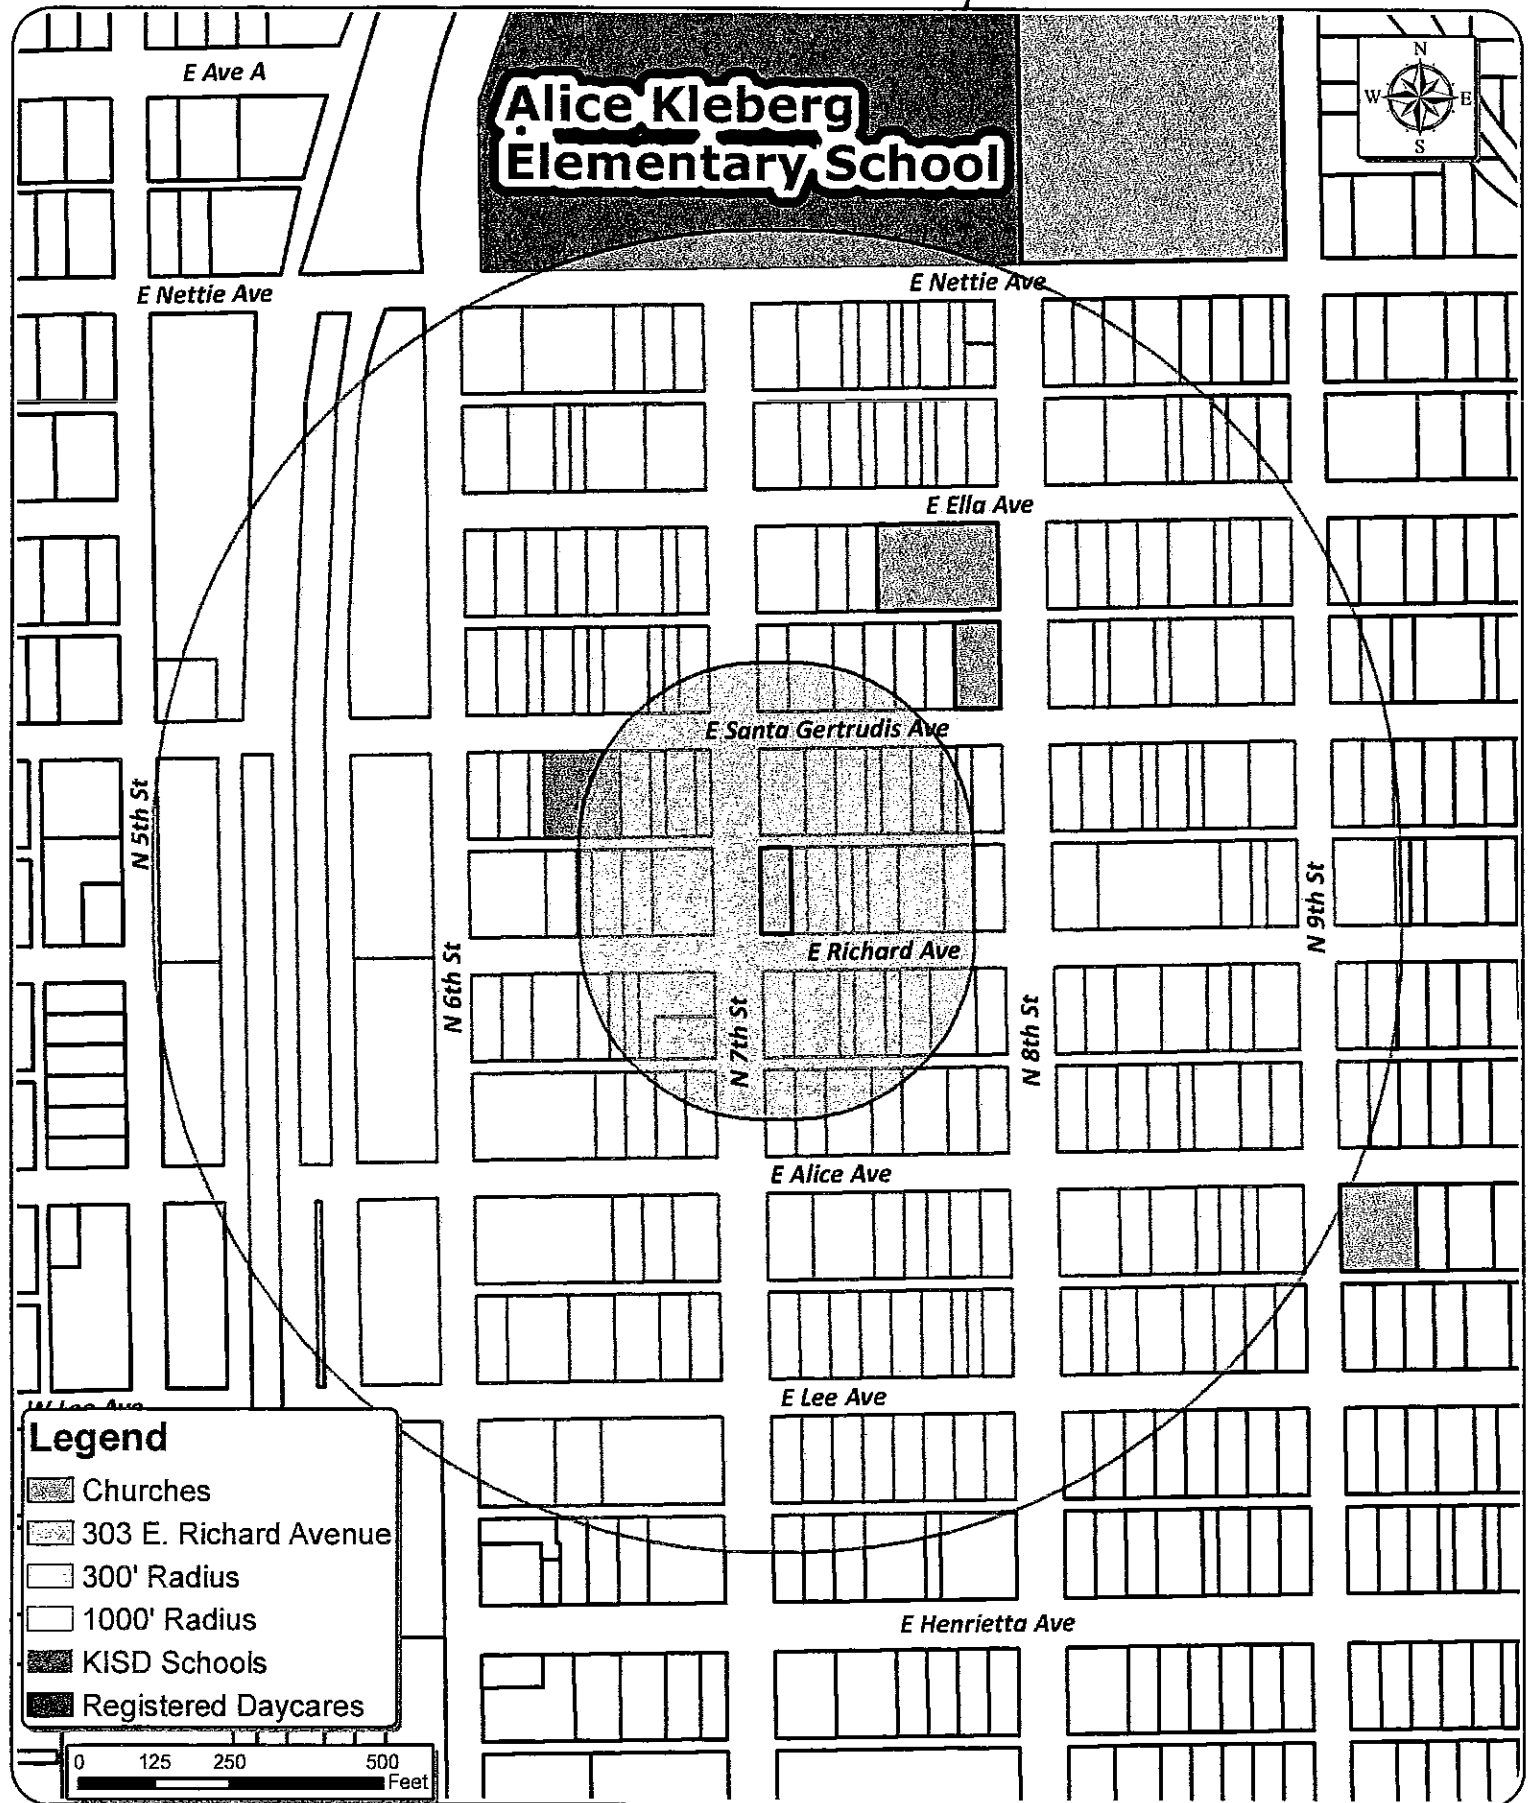 E Ave A
Alice Kleberg
Elementary School
N
W
E
S
E Nettie Ave
E Nettie Ave
E Ella Ave
E Santa Gertrudis Ave
N 5th St
N 9th St
E Richard Ave
N 6th St
N 7th St
N 8th St
E Alice Ave
E Lee Ave
W Lee Ave
Legend
Churches
303 E. Richard Avenue
300' Radius
1000' Radius
KISD Schools
Registered Daycares
E Henrietta Ave
0 125 250 500
Feet